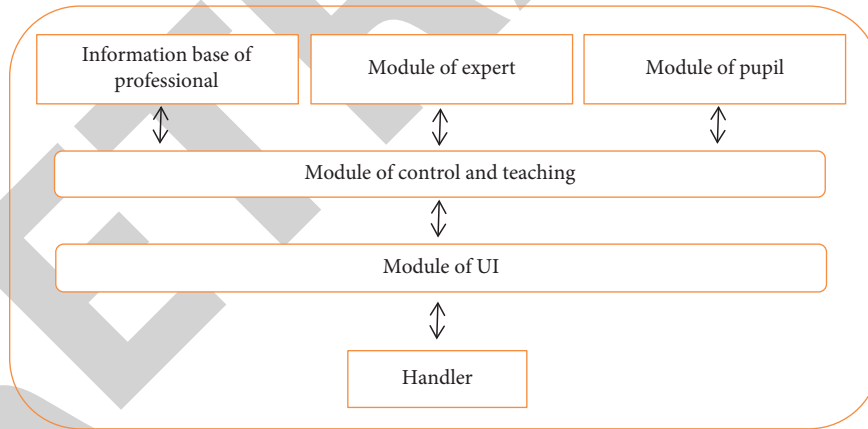 Information base of
professional
Module of expert
Module of pupil
Module of control and teaching
Module of UI
Handler